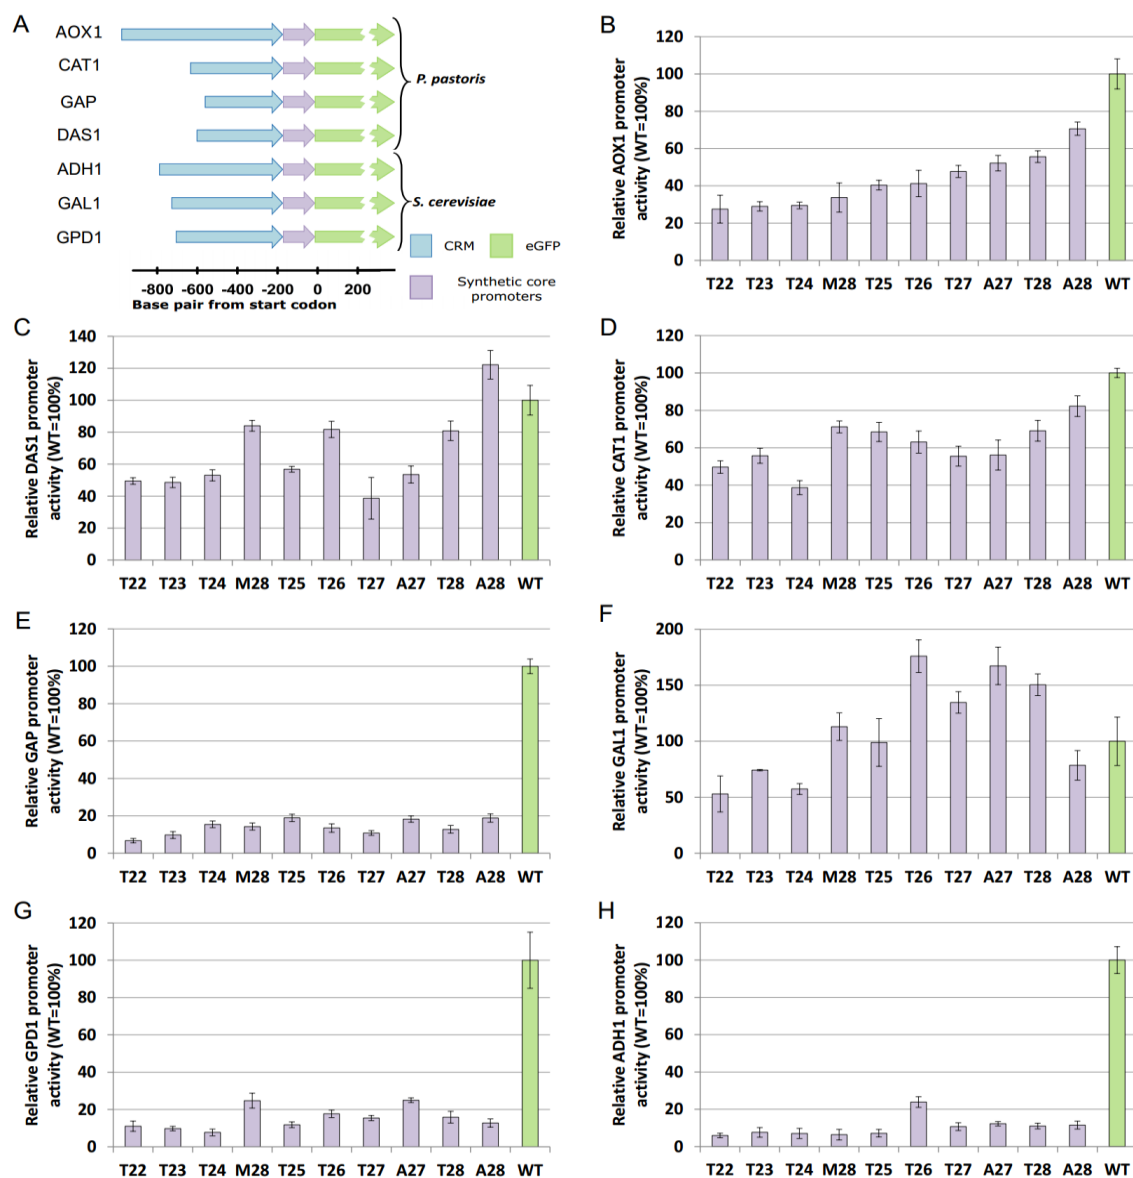 A
AOX1
CAT1
GAP
DAS1
ADH1
GAL1
GPD1
P. pastoris
S. cerevisiae
CRM
eGFP
Synthetic core
promoters
-800 -600 -400 -200 0 200
Base pair from start codon
B
Relative AOX1 promoter
activity (WT=100%)
120
100
80
60
40
20
0
T22 T23 T24 M28 T25 T26 T27 A27 T28 A28 WT
C
Relative DAS1 promoter
activity (WT=100%)
140
120
100
80
60
40
20
0
T22 T23 T24 M28 T25 T26 T27 A27 T28 A28 WT
D
Relative CAT1 promoter
activity (WT=100%)
120
100
80
60
40
20
0
T22 T23 T24 M28 T25 T26 T27 A27 T28 A28 WT
E
Relative GAP promoter
activity (WT=100%)
120
100
80
60
40
20
0
T22 T23 T24 M28 T25 T26 T27 A27 T28 A28 WT
F
Relative GAL1 promoter
activity (WT=100%)
200
150
100
50
0
T22 T23 T24 M28 T25 T26 T27 A27 T28 A28 WT
G
Relative GPD1 promoter
activity (WT=100%)
120
100
80
60
40
20
0
T22 T23 T24 M28 T25 T26 T27 A27 T28 A28 WT
H
Relative ADH1 promoter
activity (WT=100%)
120
100
80
60
40
20
0
T22 T23 T24 M28 T25 T26 T27 A27 T28 A28 WT